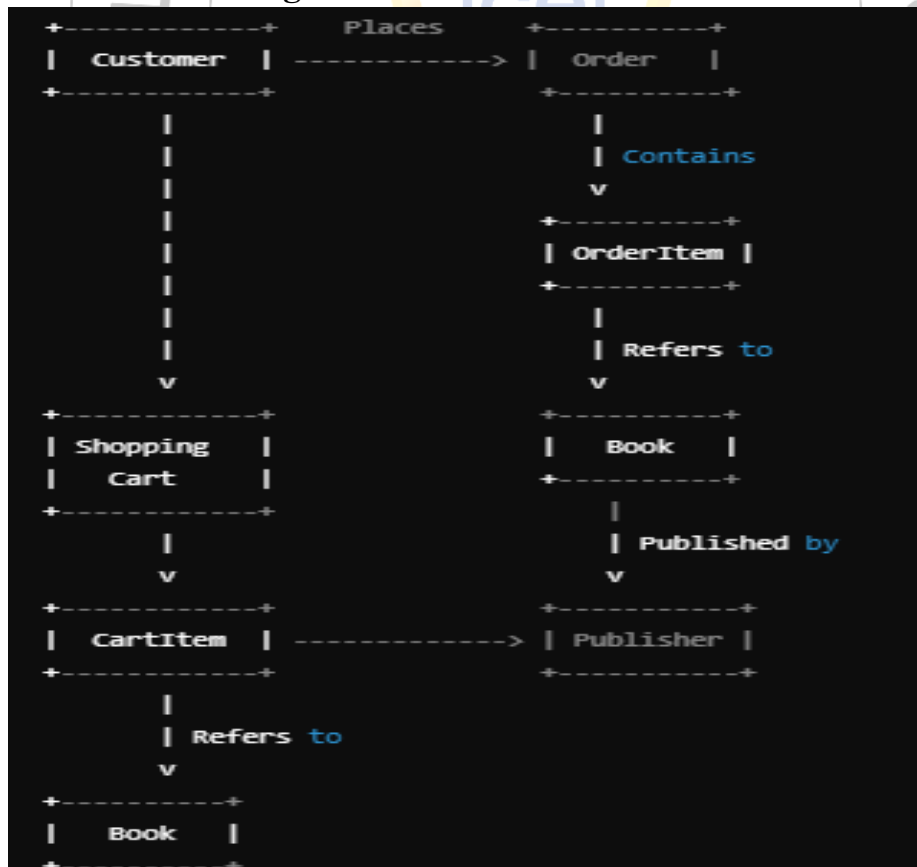 Places
Customer Order
Contains
OrderItem
Refers to
Shopping Book
Cart
Published by
CartItem Publisher
Refers to
Book